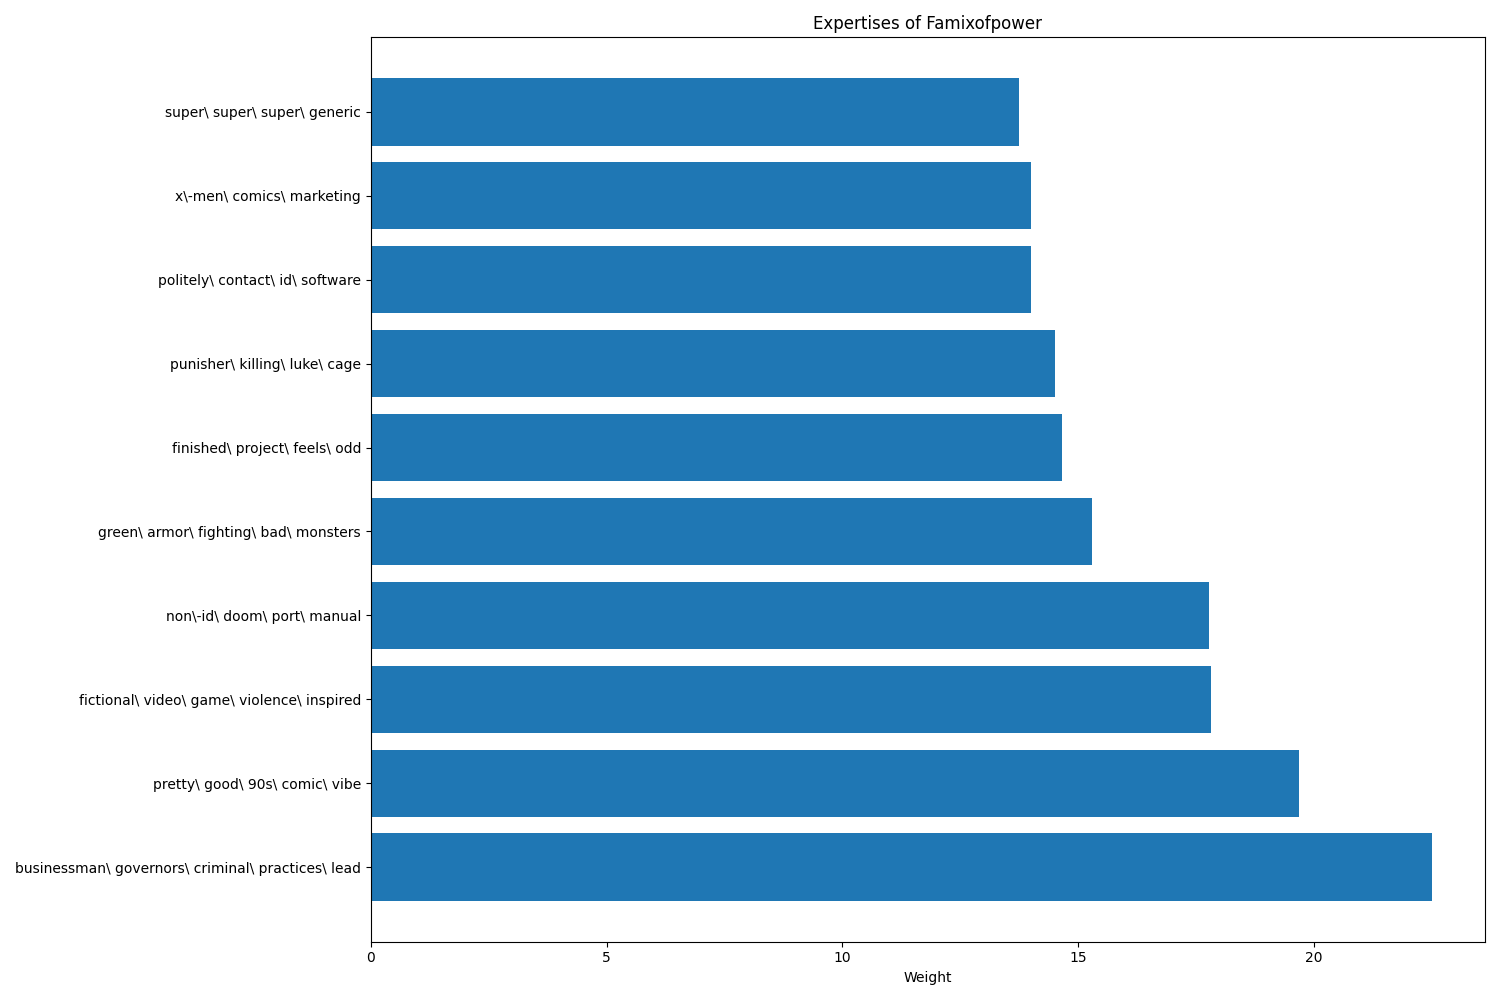 Expertises of Famixofpower
super\ super\ super\ generic
x\-men\ comics\ marketing
politely\ contact\ id\ software
punisher\ killing\ luke\ cage
finished\ project\ feels\ odd
green\ armor\ fighting\ bad\ monsters
non\-id\ doom\ port\ manual
fictional\ video\ game\ violence\ inspired
pretty\ good\ 90s\ comic\ vibe
businessman\ governors\ criminal\ practices\ lead
0 5 10 15 20
Weight